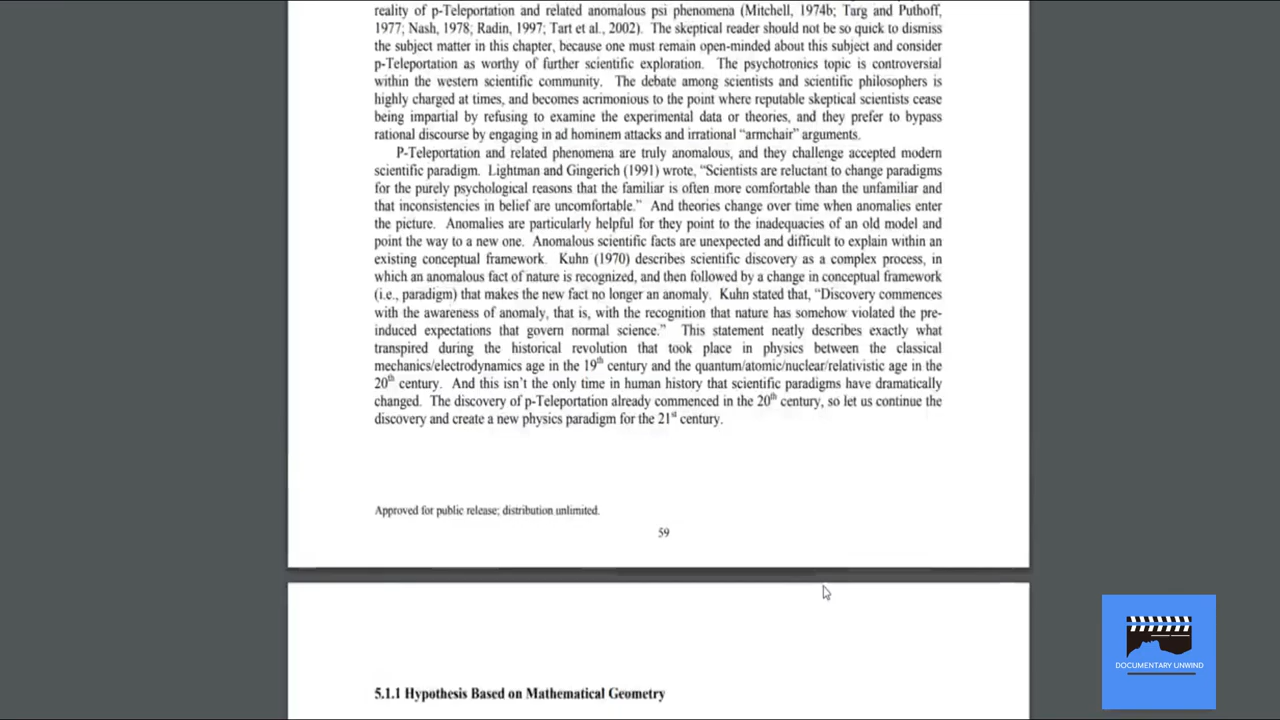 reality of p-Teleportation and related anomalous psi phenomena (Mitchell, 1974b; Targ and Puthoff,
1977; Nash, 1978; Radin, 1997; Tart et al., 2002). The skeptical reader should not be so quick to dismiss
the subject matter in this chapter, because one must remain open-minded about this subject and consider
p-Teleportation as worthy of further scientific exploration. The psychotronics topic is controversial
within the western scientific community. The debate among scientists and scientific philosophers is
highly charged at times, and becomes acrimonious to the point where reputable skeptical scientists cease
being impartial by refusing to examine the experimental data or theories, and they prefer to bypass
rational discourse by engaging in ad hominem attacks and irrational “armchair” arguments.
P-Teleportation and related phenomena are truly anomalous, and they challenge accepted modern
scientific paradigm. Lightman and Gingerich (1991) wrote, “Scientists are reluctant to change paradigms
for the purely psychological reasons that the familiar is often more comfortable than the unfamiliar and
that inconsistencies in belief are uncomfortable.” And theories change over time when anomalies enter
the picture. Anomalies are particularly helpful for they point to the inadequacies of an old model and
point the way to a new one. Anomalous scientific facts are unexpected and difficult to explain within an
existing conceptual framework. Kuhn (1970) describes scientific discovery as a complex process, in
which an anomalous fact of nature is recognized, and then followed by a change in conceptual framework
(i.e., paradigm) that makes the new fact no longer an anomaly. Kuhn stated that, “Discovery commences
with the awareness of anomaly, that is, with the recognition that nature has somehow violated the pre-
induced expectations that govern normal science.” This statement neatly describes exactly what
transpired during the historical revolution that took place in physics between the classical
mechanics/electrodynamics age in the 19th century and the quantum/atomic/nuclear/relativistic age in the
20th century. And this isn't the only time in human history that scientific paradigms have dramatically
changed. The discovery of p-Teleportation already commenced in the 20th century, so let us continue the
discovery and create a new physics paradigm for the 21st century.
Approved for public release; distribution unlimited.
59
5.1.1 Hypothesis Based on Mathematical Geometry
DOCUMENTARY UNWIND